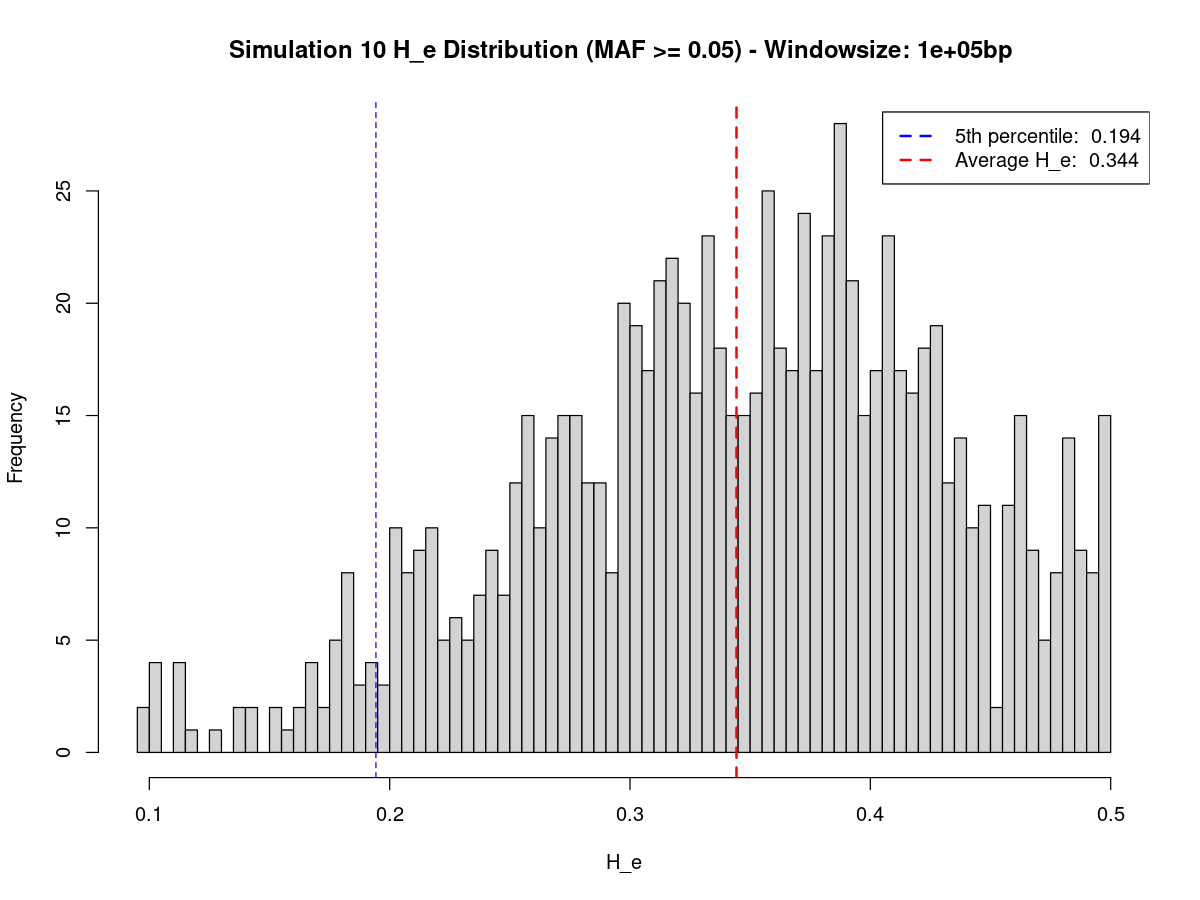 Simulation 10 H_e Distribution (MAF >= 0.05) - Windowsize: 1e+05bp
5th percentile:  0.194
Average H_e:  0.344
Frequency
25
20
15
10
5
0
0.1
0.2
0.3
0.4
0.5
H_e